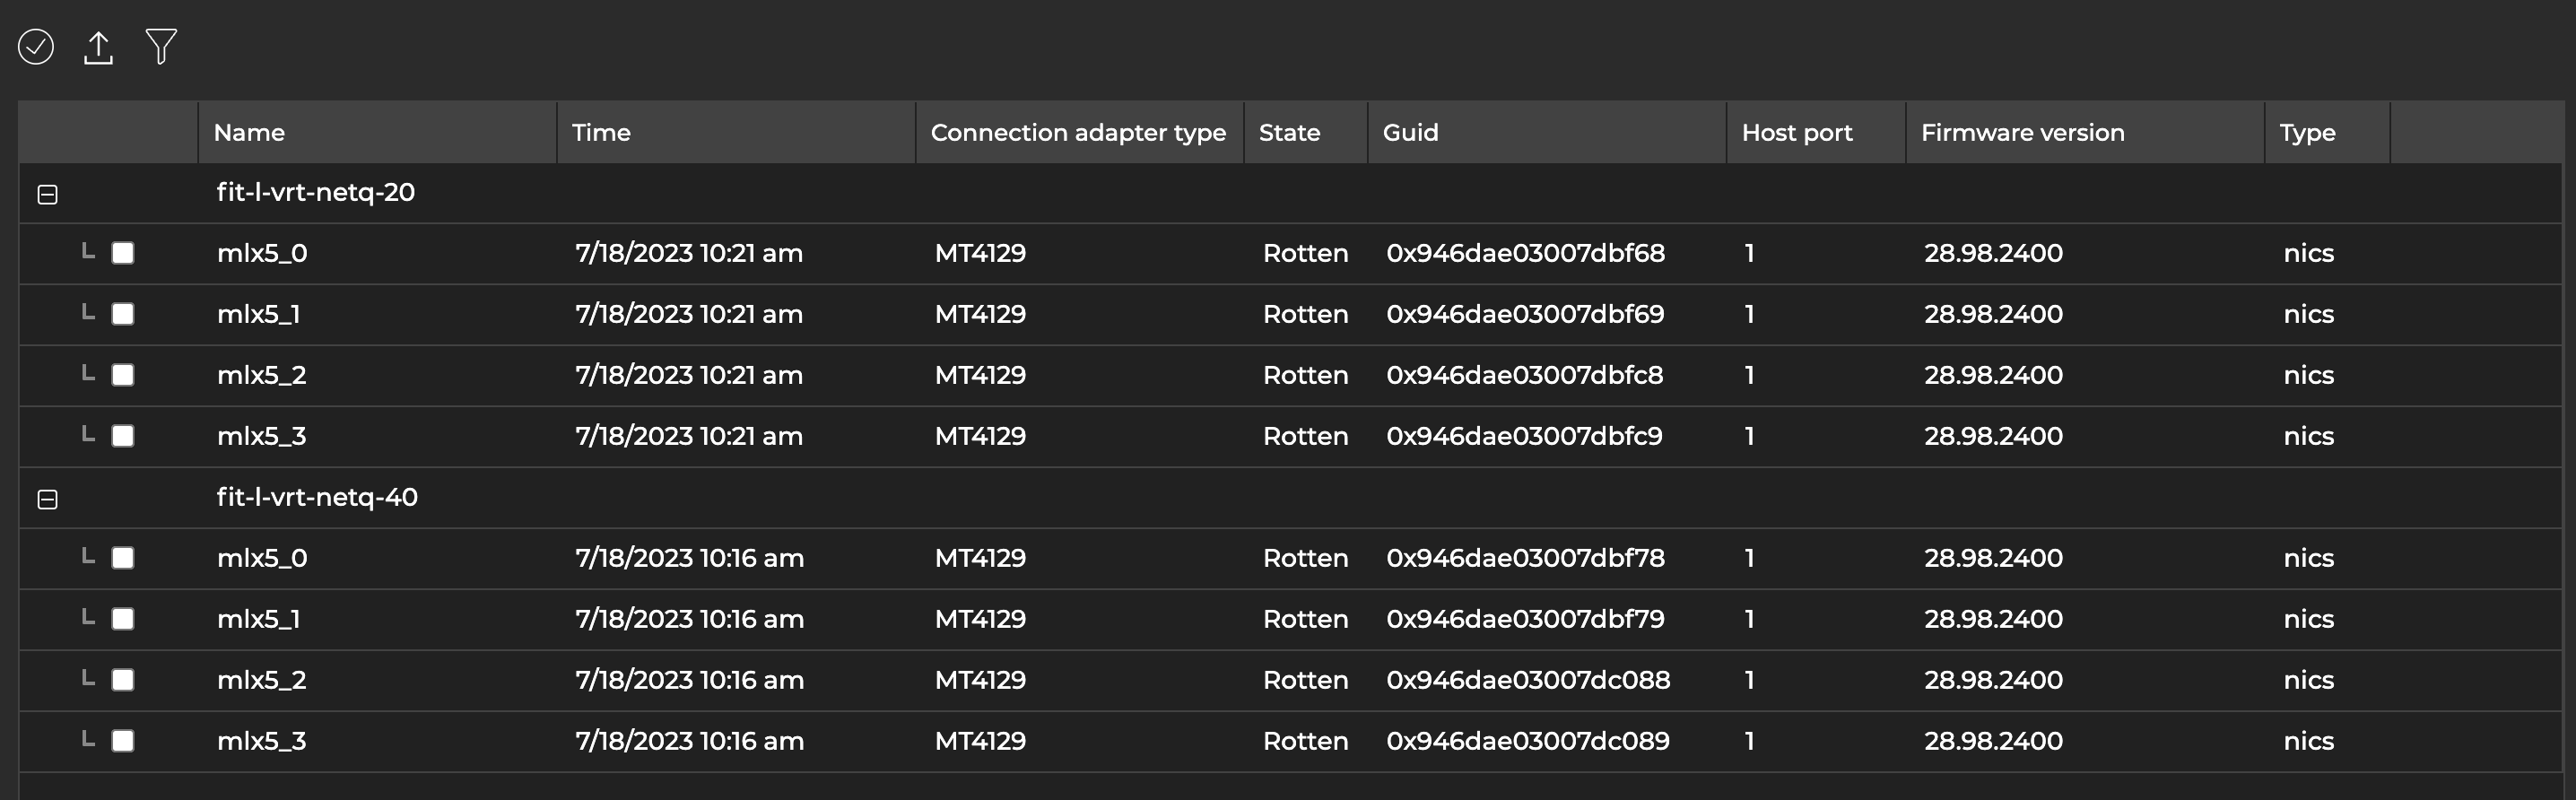 Name Time Connection adapter type State Guid Host port Firmware version Type
fit-l-vrt-netq-20
mlx5_0 7/18/2023 10:21 am MT4129 Rotten 0x946dae03007dbf68 1 28.98.2400 nics
mlx5_1 7/18/2023 10:21 am MT4129 Rotten 0x946dae03007dbf69 1 28.98.2400 nics
mlx5_2 7/18/2023 10:21 am MT4129 Rotten 0x946dae03007dbfc8 1 28.98.2400 nics
mlx5_3 7/18/2023 10:21 am MT4129 Rotten 0x946dae03007dbfc9 1 28.98.2400 nics
fit-l-vrt-netq-40
mlx5_0 7/18/2023 10:16 am MT4129 Rotten 0x946dae03007dbf78 1 28.98.2400 nics
mlx5_1 7/18/2023 10:16 am MT4129 Rotten 0x946dae03007dbf79 1 28.98.2400 nics
mlx5_2 7/18/2023 10:16 am MT4129 Rotten 0x946dae03007dc088 1 28.98.2400 nics
mlx5_3 7/18/2023 10:16 am MT4129 Rotten 0x946dae03007dc089 1 28.98.2400 nics